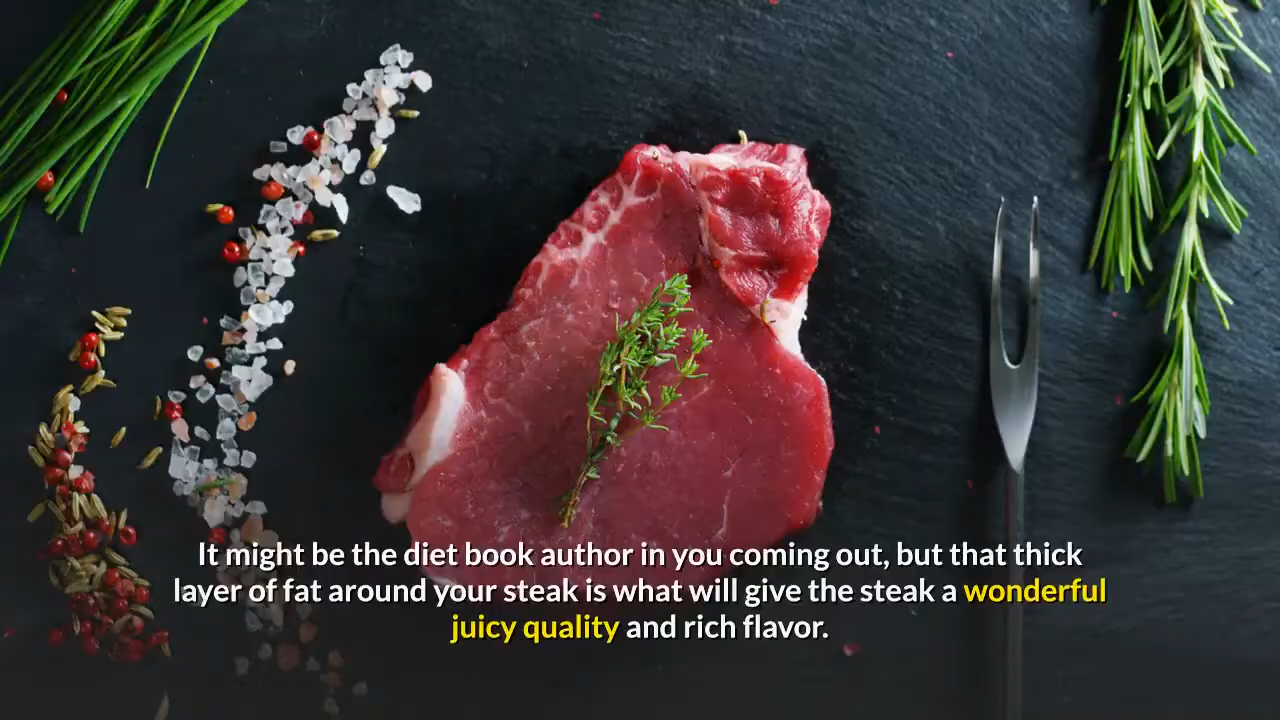 It might be the diet book author in you coming out, but that thick
layer of fat around your steak is what will give the steak a wonderful
juicy quality and rich flavor.